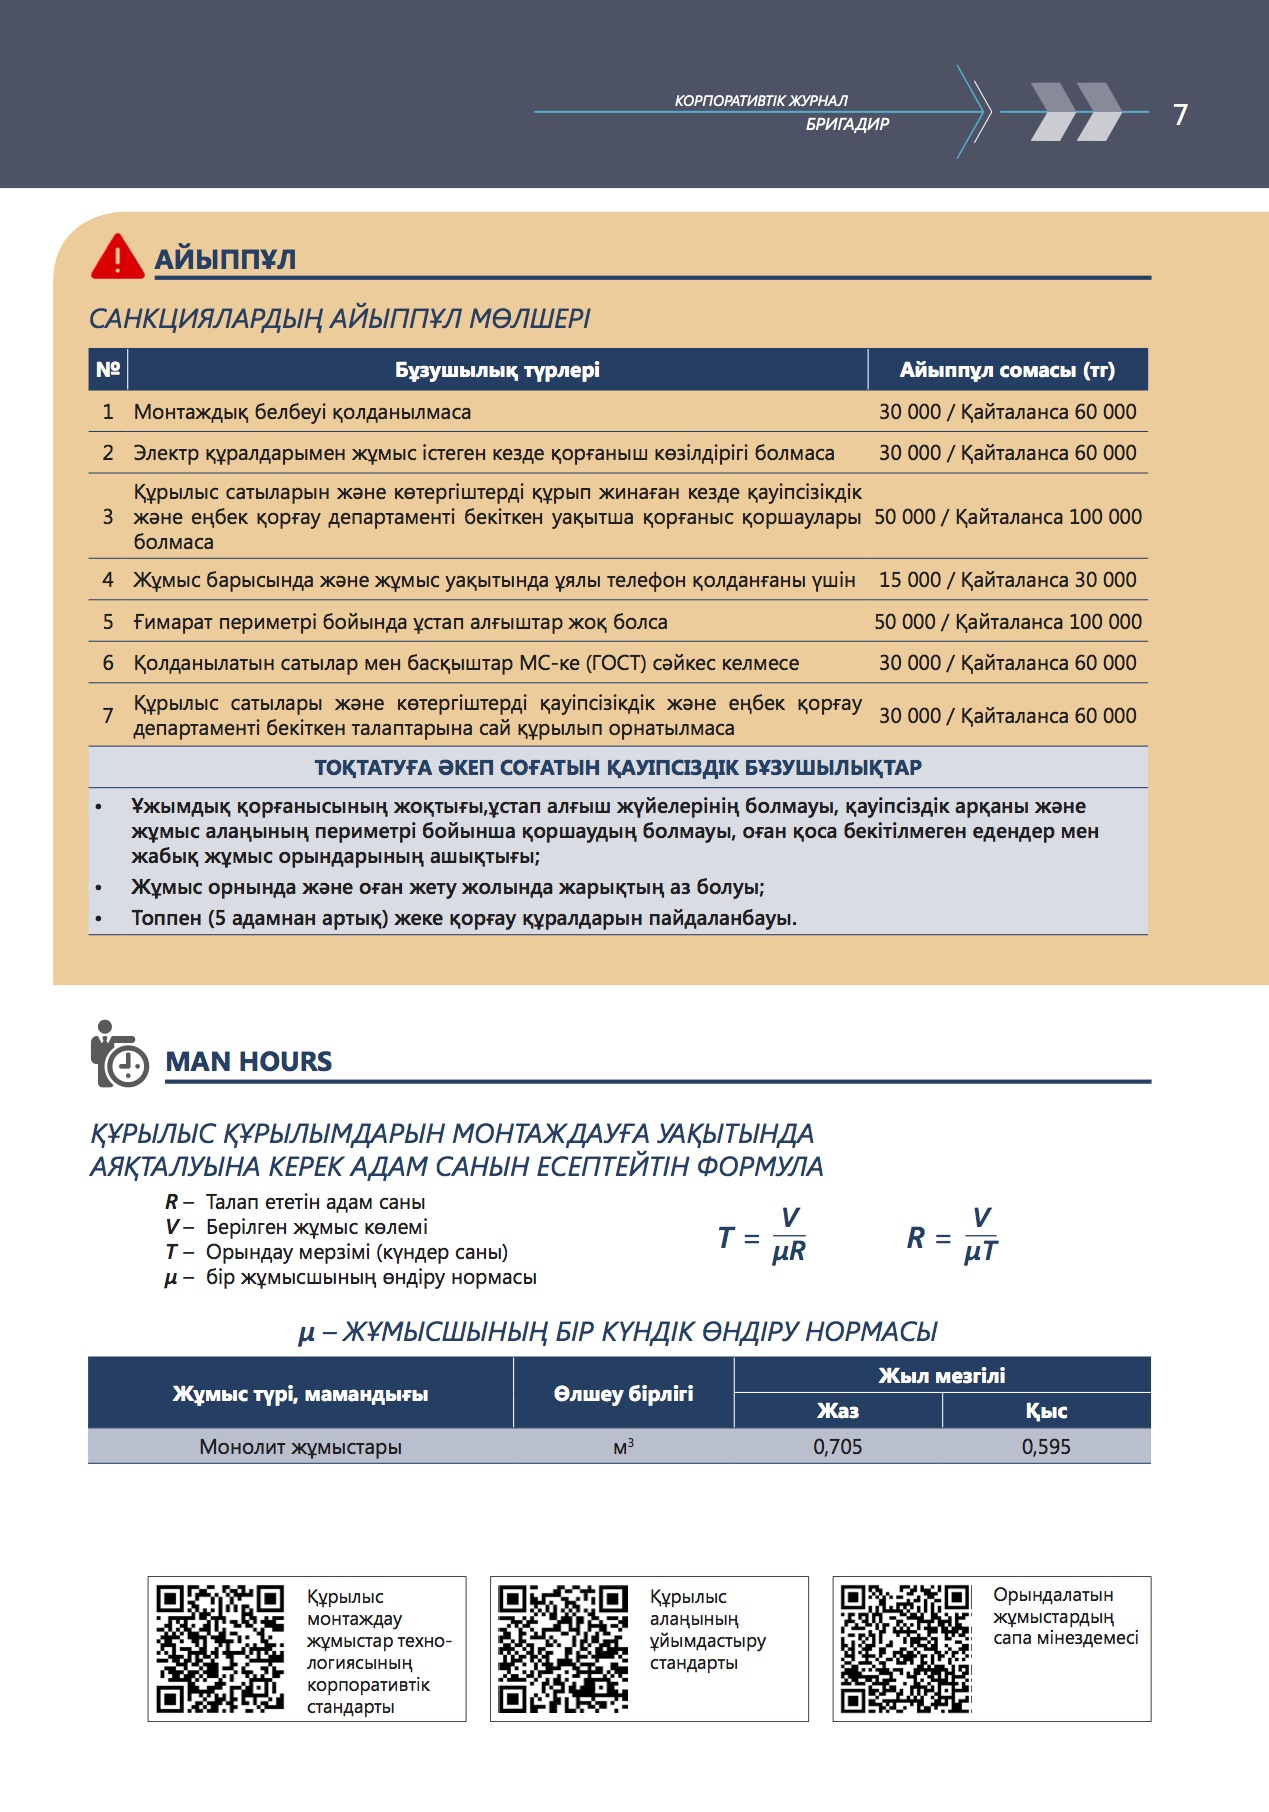 КОРПОРАТИВТІК ЖУРНАЛ
БРИГАДИР
7
АЙЫППҰЛ
САНКЦИЯЛАРДЫҢ АЙЫППҰЛ МӨЛШЕРІ
№ Бұзушылық түрлері Айыппұл сомасы (тг)
1 Монтаждық белбеуі қолданылмаса 30 000 / Қайталанса 60 000
2 Электр құралдарымен жұмыс істеген кезде қорғаныш көзілдірігі болмаса 30 000 / Қайталанса 60 000
Құрылыс сатыларын және көтергіштерді құрып жинаған кезде қауіпсізікдік
3 және еңбек қорғау департаменті бекіткен уақытша қорғаныс қоршаулары 50 000 / Қайталанса 100 000
болмаса
4 Жұмыс барысында және жұмыс уақытында ұялы телефон қолданғаны үшін 15 000 / Қайталанса 30 000
5 Ғимарат периметрі бойында ұстап алғыштар жоқ болса 50 000 / Қайталанса 100 000
6 Қолданылатын сатылар мен басқыштар МС-ке (ГОСТ) сәйкес келмесе 30 000 / Қайталанса 60 000
7 Құрылыс сатылары және көтергіштерді қауіпсізікдік және еңбек қорғау
департаменті бекіткен талаптарына сай құрылып орнатылмаса 30 000 / Қайталанса 60 000
ТОҚТАТУҒА ӘКЕП СОҒАТЫН ҚАУІПСІЗДІК БҰЗУШЫЛЫҚТАР
• Ұжымдық қорғанысының жоқтығы,ұстап алғыш жүйелерінің болмауы, қауіпсіздік арқаны және
жұмыс алаңының периметрі бойынша қоршаудың болмауы, оған қоса бекітілмеген едендер мен
жабық жұмыс орындарының ашықтығы;
• Жұмыс орнында және оған жету жолында жарықтың аз болуы;
• Топпен (5 адамнан артық) жеке қорғау құралдарын пайдаланбауы.
MAN HOURS
ҚҰРЫЛЫС ҚҰРЫЛЫМДАРЫН МОНТАЖДАУҒА УАҚЫТЫНДА
АЯҚТАЛУЫНА КЕРЕК АДАМ САНЫН ЕСЕПТЕЙТІН ФОРМУЛА
R – Талап ететін адам саны
V – Берілген жұмыс көлемі
T – Орындау мерзімі (күндер саны)
μ – бір жұмысшының өндіру нормасы
T = V / μR
R = V / μT
μ – ЖҰМЫСШЫНЫҢ БІР КҮНДІК ӨНДІРУ НОРМАСЫ
Жұмыс түрі, мамандығы Өлшеу бірлігі Жыл мезгілі
Жаз Қыс
Монолит жұмыстары м³ 0,705 0,595
Құрылыс
монтаждау
жұмыстар техно-
логиясының
корпоративтік
стандарты
Құрылыс
алаңының
ұйымдастыру
стандарты
Орындалатын
жұмыстардың
сапа мінездемесі